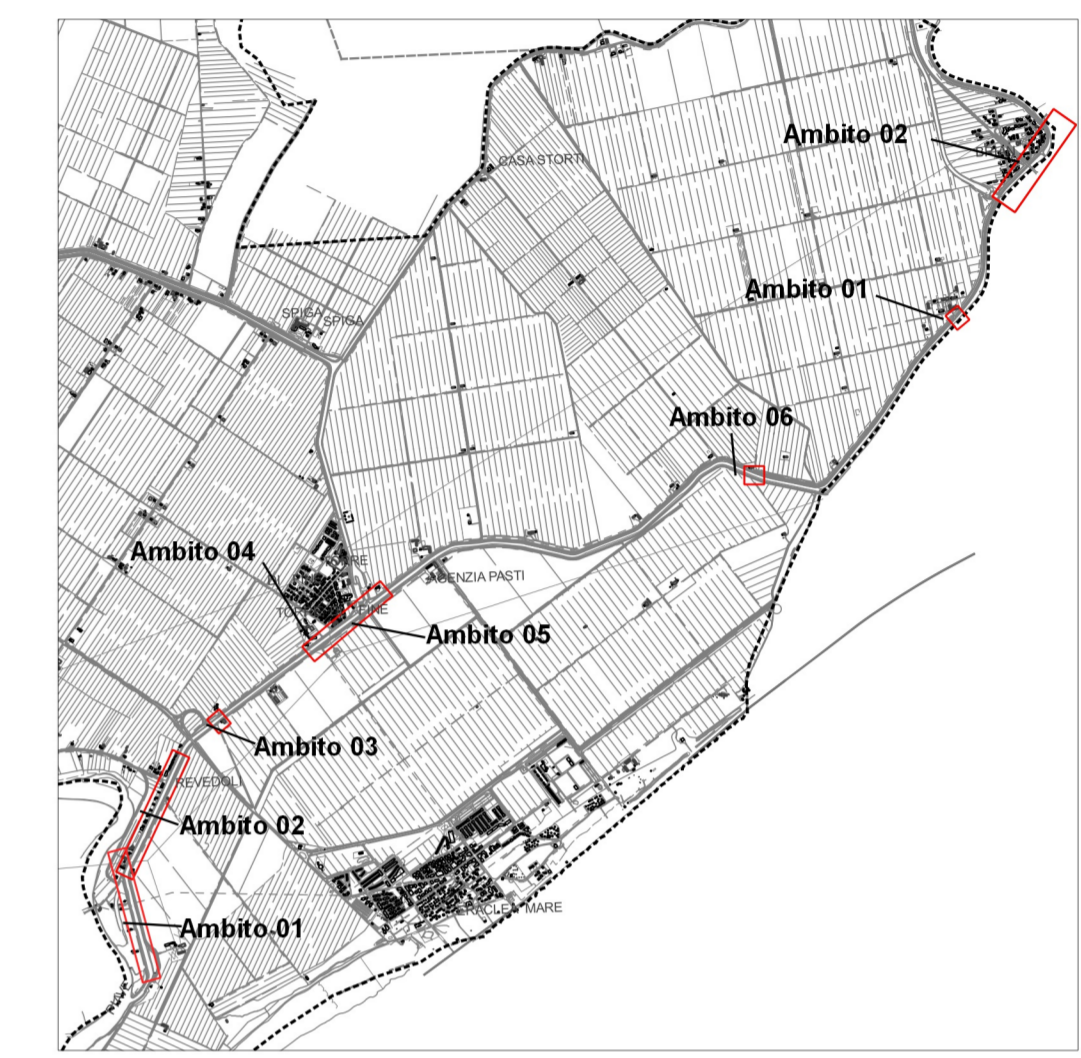 Ambito 02
CASA STORTI
Ambito 01
SPIGA
SPIGA
Ambito 06
Ambito 04
AGENZIA PASTI
FINE
Ambito 05
Ambito 03
REVEDOLI
Ambito 02
ERACLEA MARE
Ambito 01